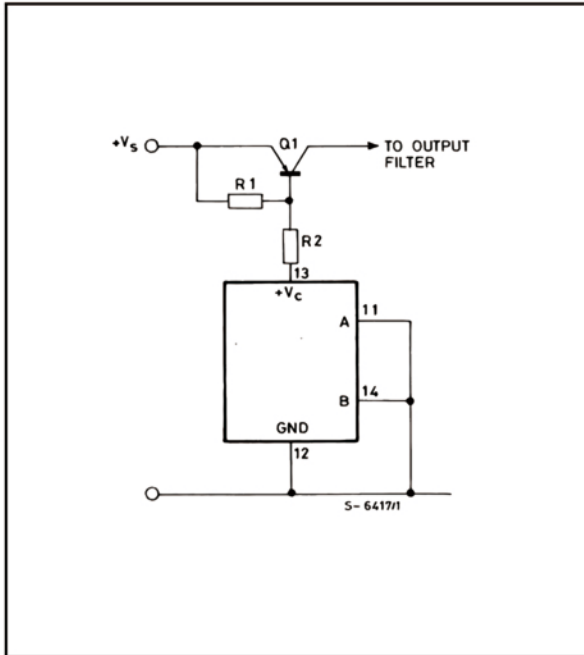 +Vs
Q1
TO OUTPUT
FILTER
R1
R2
13
+Vc
11
A
14
B
GND
12
S-6417/1